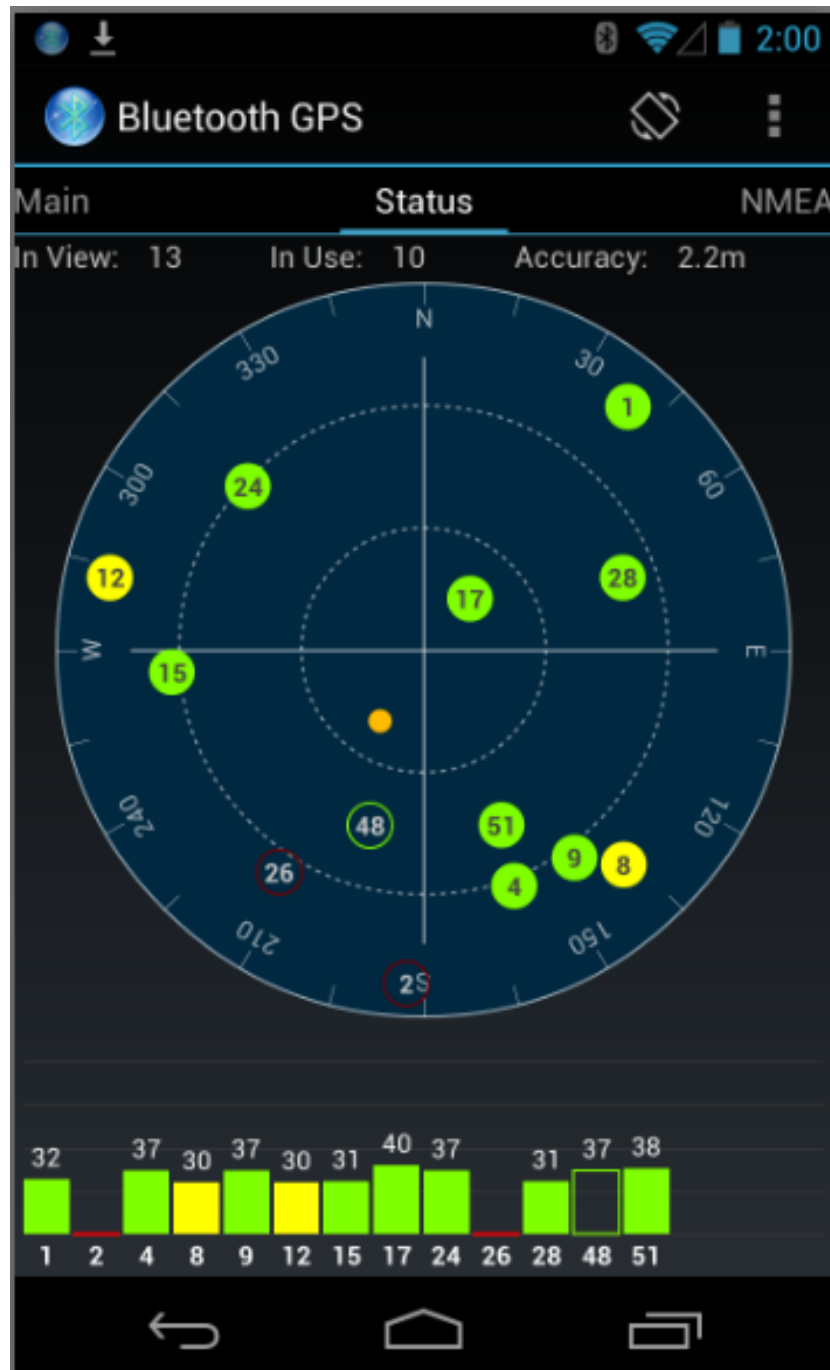 2:00
Bluetooth GPS
Main Status NMEA
In View: 13 In Use: 10 Accuracy: 2.2m
N
330 30
1
300 60
24
12 28
17
W E
15
48 51
240 120
9 8
26 4
210 150
2 S
32 37 30 37 30 31 40 37 31 37 38
1 2 4 8 9 12 15 17 24 26 28 48 51